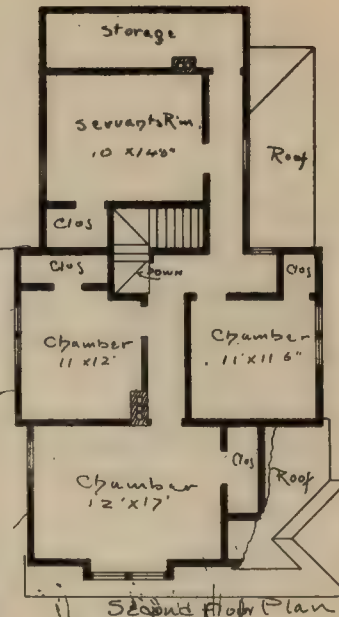 Storage
Servants Rm.
10 X 14'8"
Roof
Clos
Clos
DOWN
Clos
Chamber
11 X 12'
Chamber
11' X 11'6"
Chamber
12' X 17'
Clos
Roof
Second Floor Plan